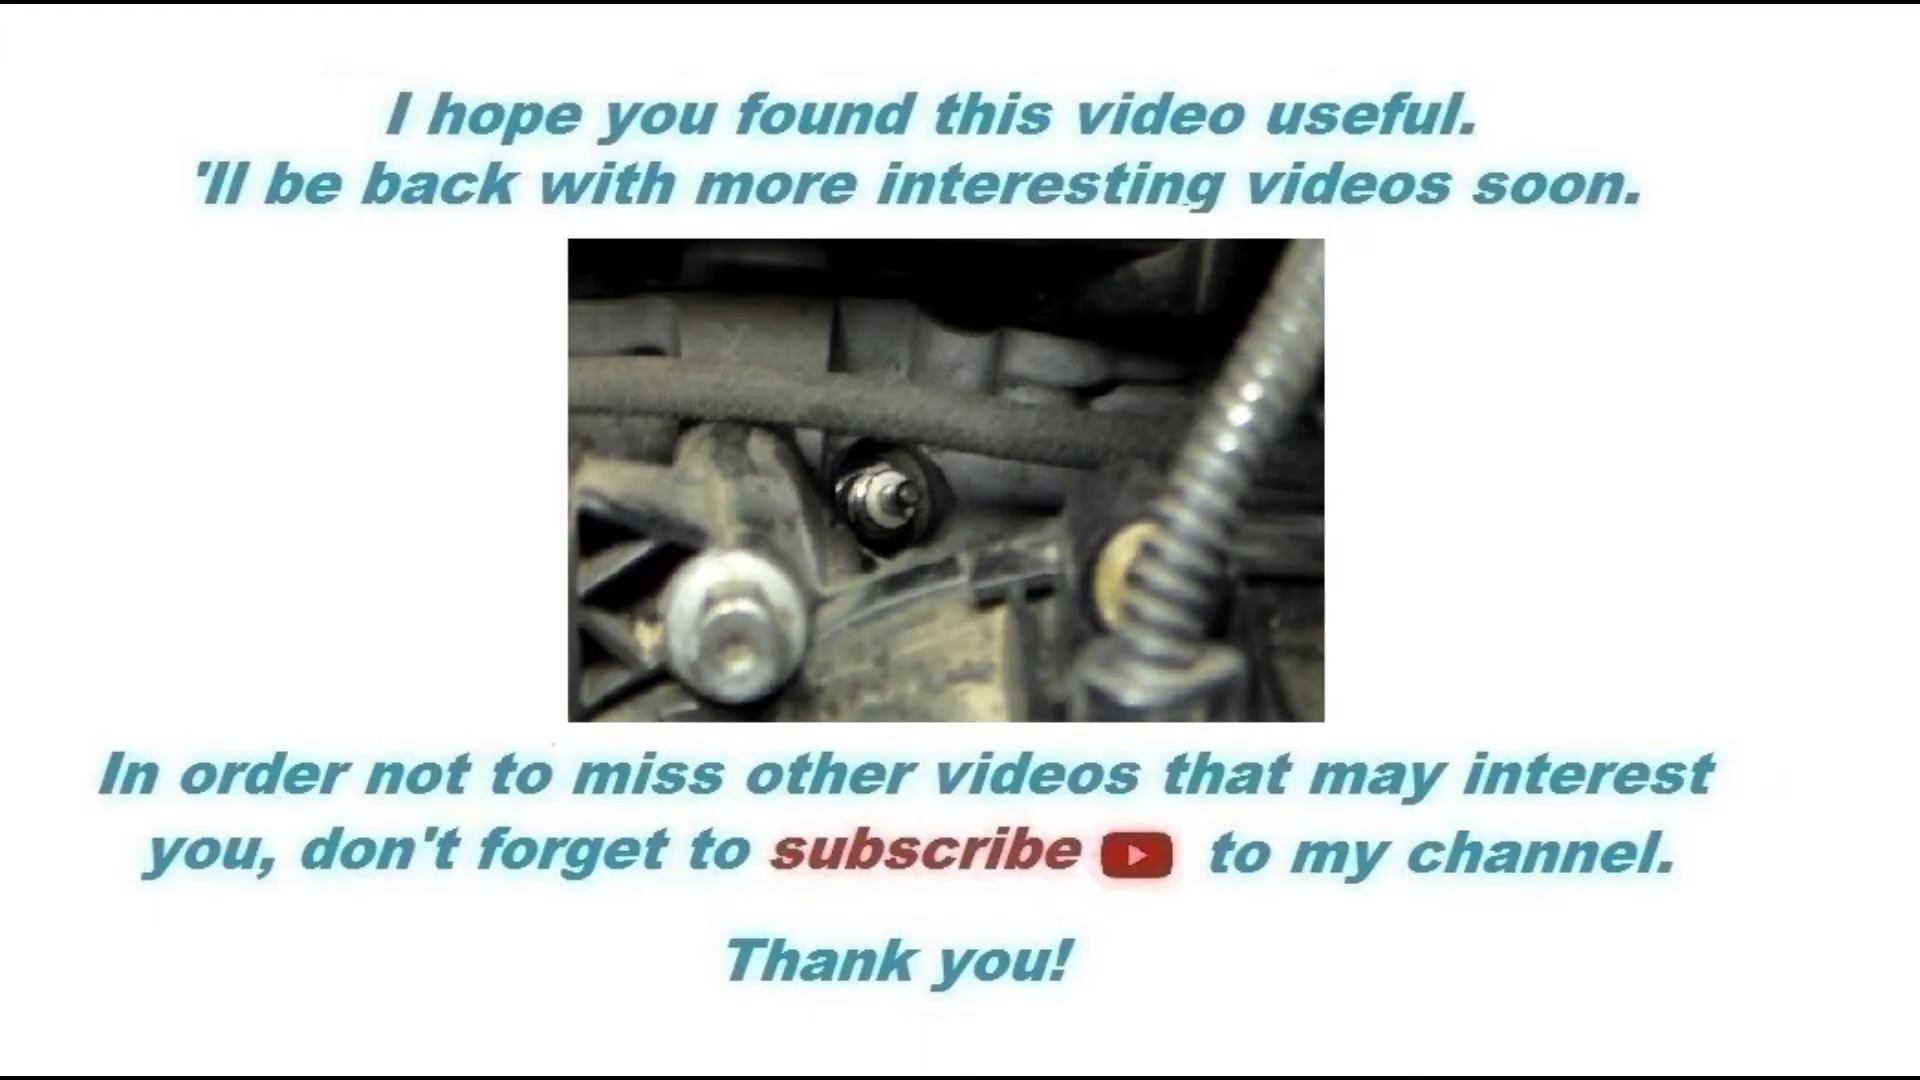 I hope you found this video useful.
'll be back with more interesting videos soon.
In order not to miss other videos that may interest
you, don't forget to subscribe to my channel.
Thank you!